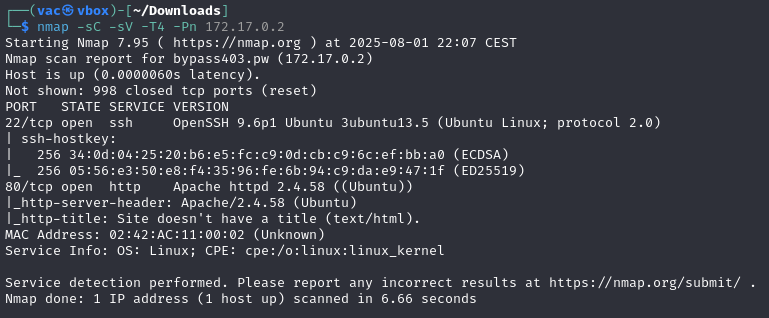 ┌──(vac㉿vbox)-[~/Downloads]
└─$ nmap -sC -sV -T4 -Pn 172.17.0.2
Starting Nmap 7.95 ( https://nmap.org ) at 2025-08-01 22:07 CEST
Nmap scan report for bypass403.pw (172.17.0.2)
Host is up (0.0000060s latency).
Not shown: 998 closed tcp ports (reset)
PORT   STATE SERVICE VERSION
22/tcp open  ssh     OpenSSH 9.6p1 Ubuntu 3ubuntu13.5 (Ubuntu Linux; protocol 2.0)
| ssh-hostkey:
|   256 34:0d:04:25:20:b6:e5:fc:c9:0d:cb:c9:6c:ef:bb:a0 (ECDSA)
|_  256 05:56:e3:50:e8:f4:35:96:fe:6b:94:c9:da:e9:47:1f (ED25519)
80/tcp open  http    Apache httpd 2.4.58 ((Ubuntu))
|_http-server-header: Apache/2.4.58 (Ubuntu)
|_http-title: Site doesn't have a title (text/html).
MAC Address: 02:42:AC:11:00:02 (Unknown)
Service Info: OS: Linux; CPE: cpe:/o:linux:linux_kernel

Service detection performed. Please report any incorrect results at https://nmap.org/submit/ .
Nmap done: 1 IP address (1 host up) scanned in 6.66 seconds